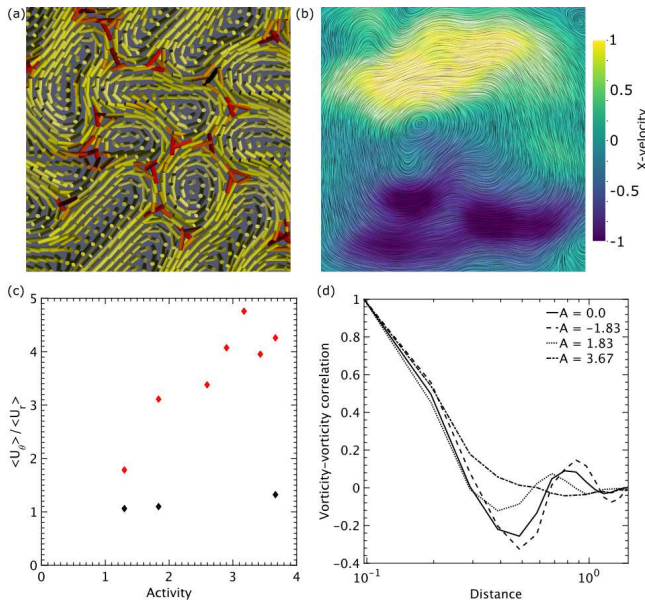 (a)
(b)
1
0.5
0
-0.5
-1
X-velocity
(c)
5
4
3
2
1
0
<U_θ> / <U_r>
0 1 2 3 4
Activity
(d)
1
0.8
0.6
0.4
0.2
0
-0.2
-0.4
Vorticity-vorticity correlation
A = 0.0
A = -1.83
A = 1.83
A = 3.67
10⁻¹ 10⁰
Distance